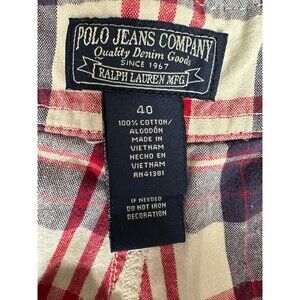 POLO JEANS COMPANY
Quality Denim Goods
SINCE 1967
RALPH LAUREN MFG.
40
100% COTTON/
ALGODÓN
MADE IN
VIETNAM
HECHO EN
VIETNAM
RN41381
IF NEEDED
DO NOT IRON
DECORATION